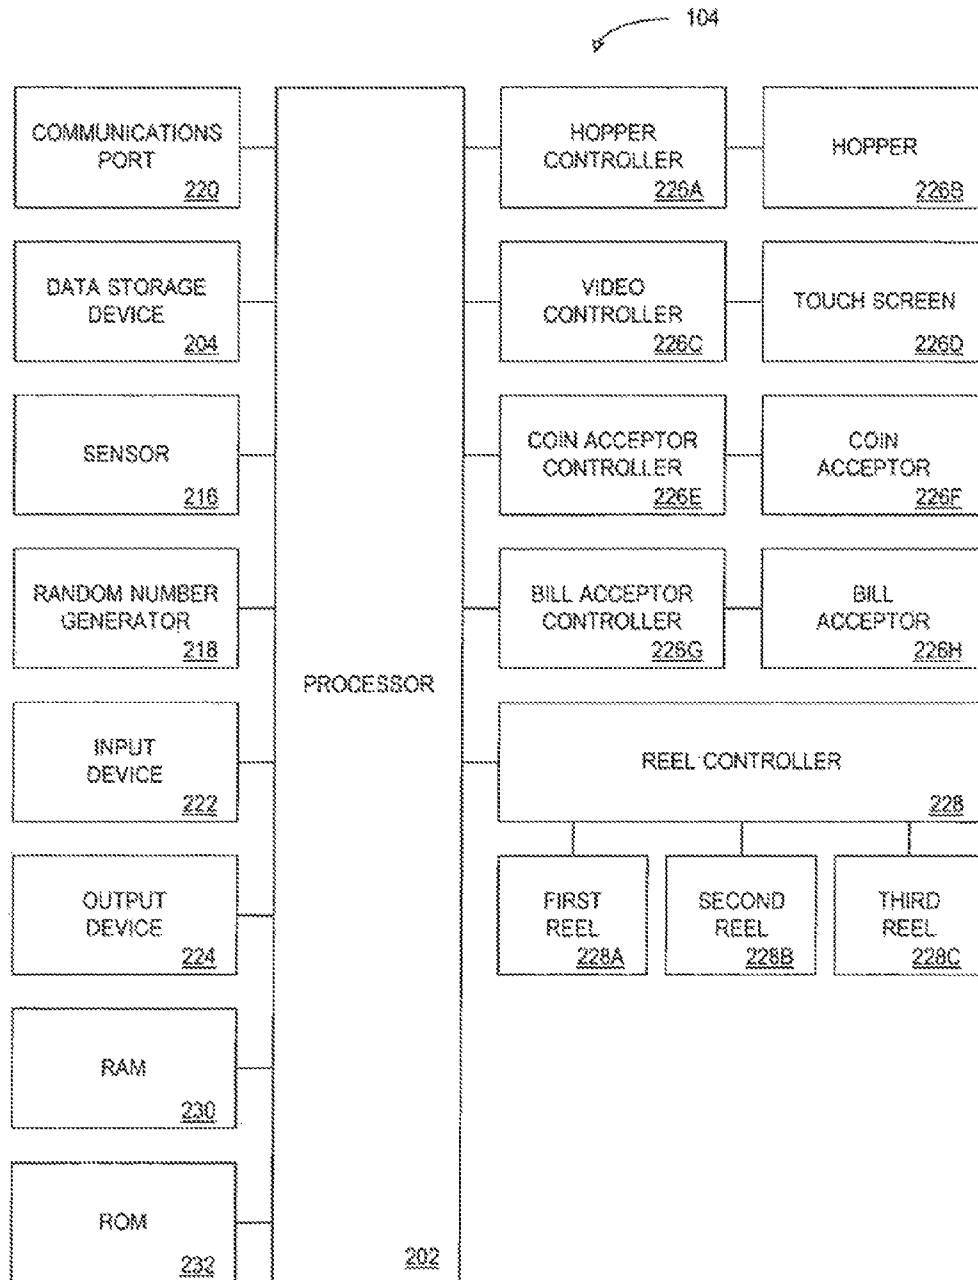 104
COMMUNICATIONS
PORT
220
DATA STORAGE
DEVICE
204
SENSOR
216
RANDOM NUMBER
GENERATOR
218
INPUT
DEVICE
222
OUTPUT
DEVICE
224
RAM
230
ROM
232
PROCESSOR
202
HOPPER
CONTROLLER
226A
HOPPER
226B
VIDEO
CONTROLLER
226C
TOUCH SCREEN
226D
COIN ACCEPTOR
CONTROLLER
226E
COIN
ACCEPTOR
226F
BILL ACCEPTOR
CONTROLLER
226G
BILL
ACCEPTOR
226H
REEL CONTROLLER
228
FIRST
REEL
228A
SECOND
REEL
228B
THIRD
REEL
228C